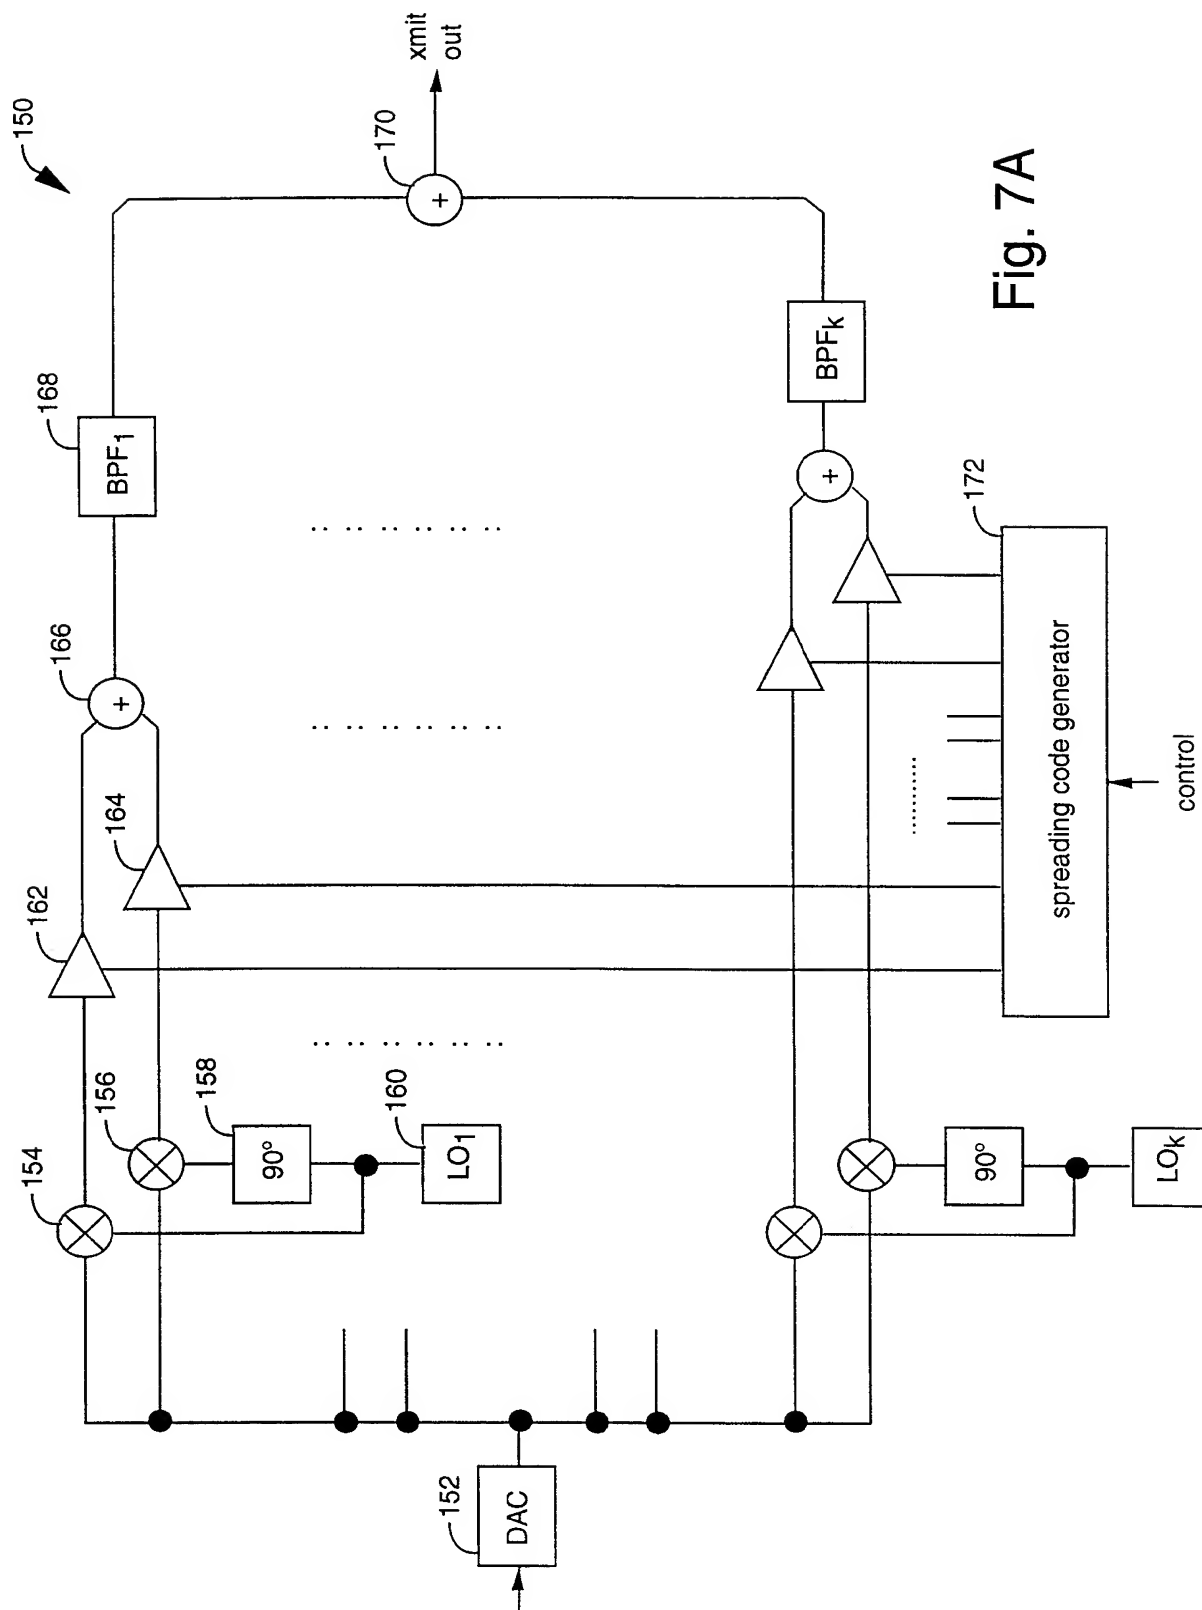 150
xmit
out
170
168
BPF1
166
164
162
154
156
158
90°
160
LO1
152
DAC
BPFk
172
spreading code generator
control
90°
LOk
+
+
+
Fig. 7A